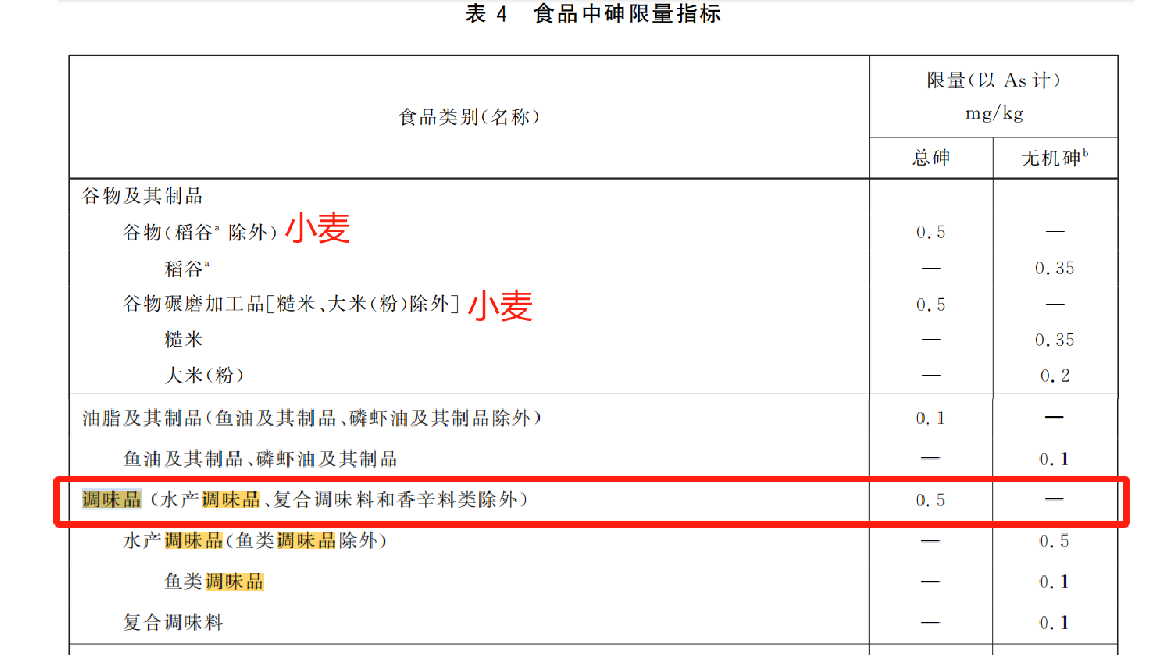 表 4 食品中砷限量指标
食品类别(名称)
限量(以 As 计)
mg/kg
总砷 无机砷ᵇ
谷物及其制品
谷物(稻谷ᵃ 除外) 小麦 0.5 —
稻谷ᵃ — 0.35
谷物碾磨加工品[糙米、大米(粉)除外] 小麦 0.5 —
糙米 — 0.35
大米(粉) — 0.2
油脂及其制品(鱼油及其制品、磷虾油及其制品除外) 0.1 —
鱼油及其制品、磷虾油及其制品 — 0.1
调味品 (水产调味品、复合调味料和香辛料类除外) 0.5 —
水产调味品(鱼类调味品除外) — 0.5
鱼类调味品 — 0.1
复合调味料 — 0.1